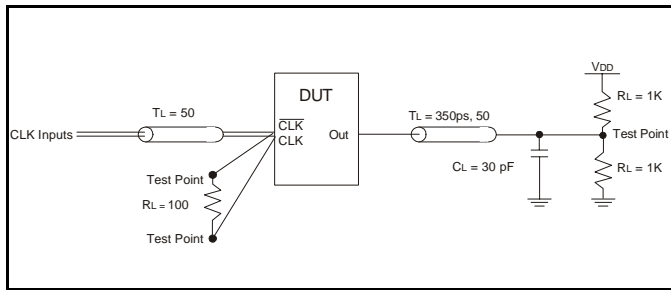 VDD
DUT
RL = 1K
TL = 50
TL = 350ps, 50
CLK
CLK Inputs
Out
Test Point
CLK
Test Point
CL = 30 pF
RL = 1K
RL = 100
Test Point